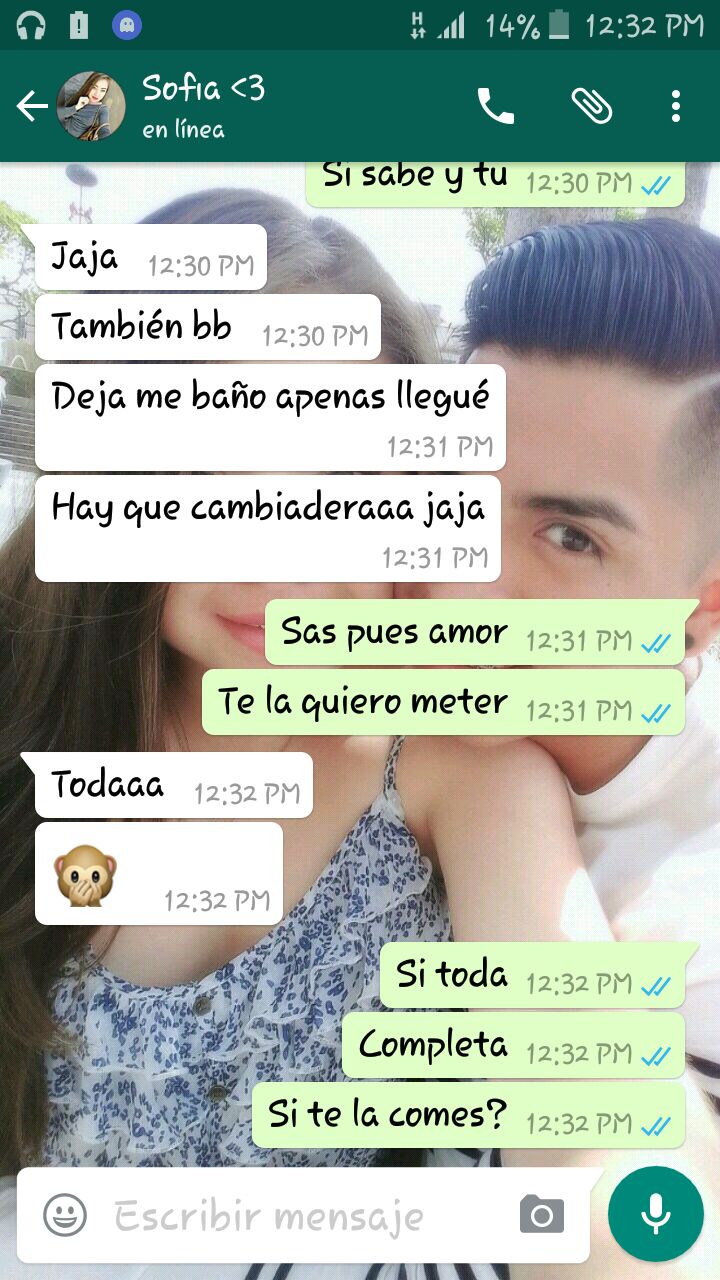 H 14% 12:32 PM
Sofia <3
en línea
Si sabe y tu 12:30 PM
Jaja 12:30 PM
También bb 12:30 PM
Deja me baño apenas llegué
12:31 PM
Hay que cambiaderaaa jaja
12:31 PM
Sas pues amor 12:31 PM
Te la quiero meter 12:31 PM
Todaaa 12:32 PM
12:32 PM
Si toda 12:32 PM
Completa 12:32 PM
Si te la comes? 12:32 PM
Escribir mensaje